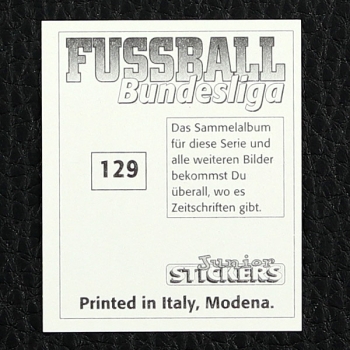 FUSSBALL
Bundesliga
129
Das Sammelalbum
für diese Serie und
alle weiteren Bilder
bekommst Du
überall, wo es
Zeitschriften gibt.
Junior
STICKERS
Printed in Italy, Modena.